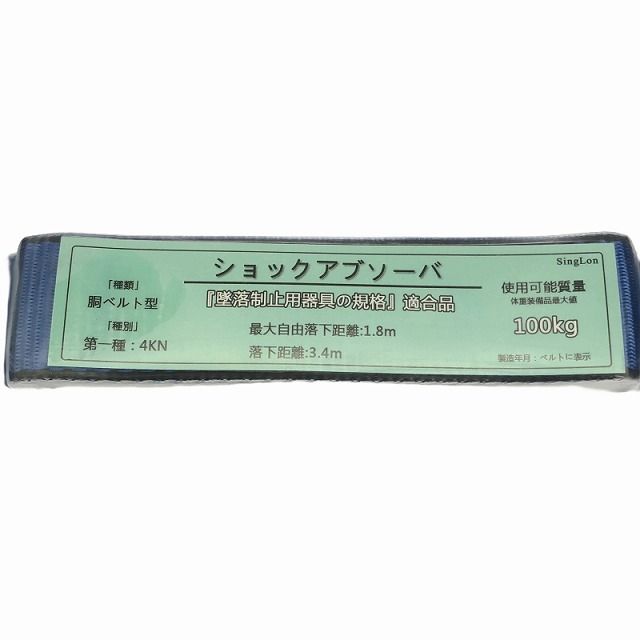 ショックアブソーバ
SingLon
「種類」
胴ベルト型
「種別」
第一種：4KN
『墜落制止用器具の規格』適合品
最大自由落下距離:1.8m
落下距離:3.4m
使用可能質量
体重装備品最大値
100kg
製造年月：ベルトに表示